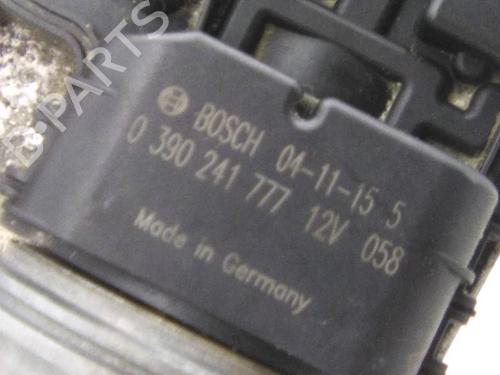 BOSCH 04-11-15 5
0 390 241 777 12V 058
Made in Germany
B-PARTS